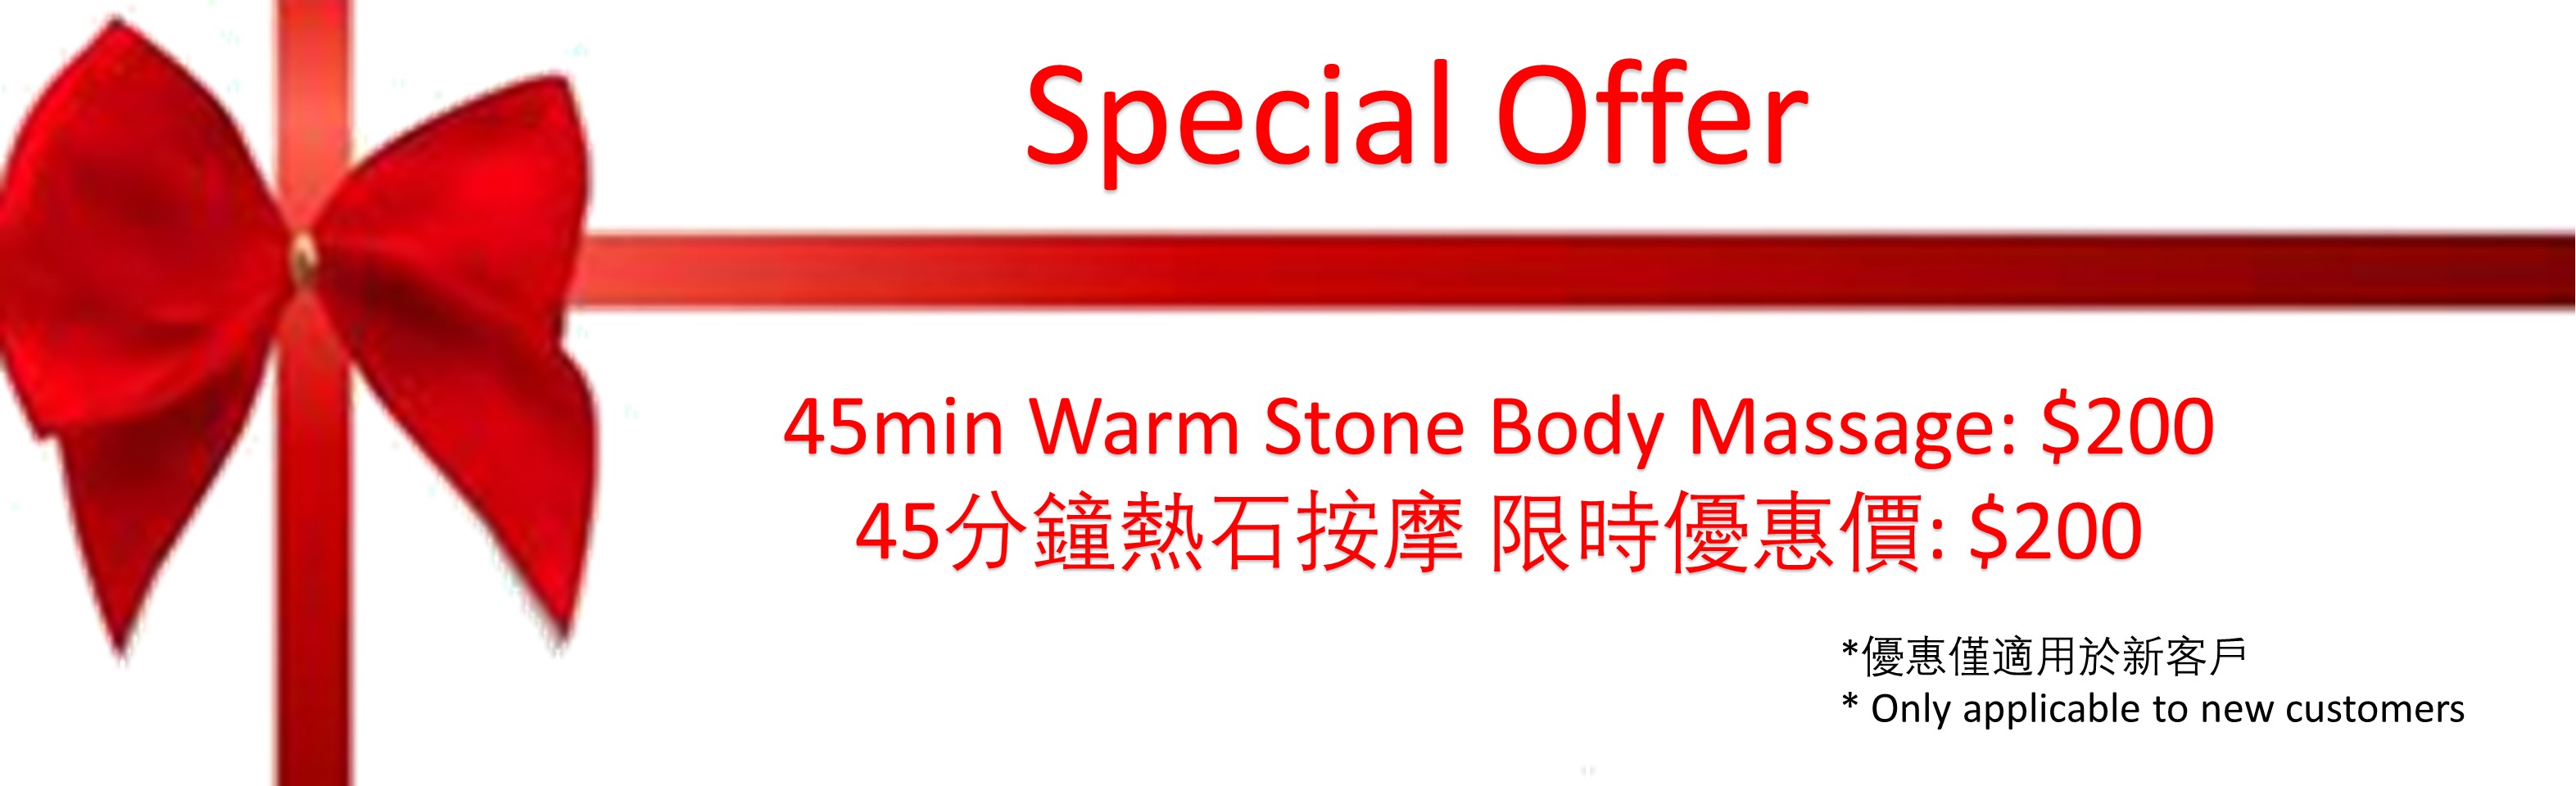 Special Offer
45min Warm Stone Body Massage: $200
45分鐘熱石按摩 限時優惠價: $200
*優惠僅適用於新客戶
* Only applicable to new customers